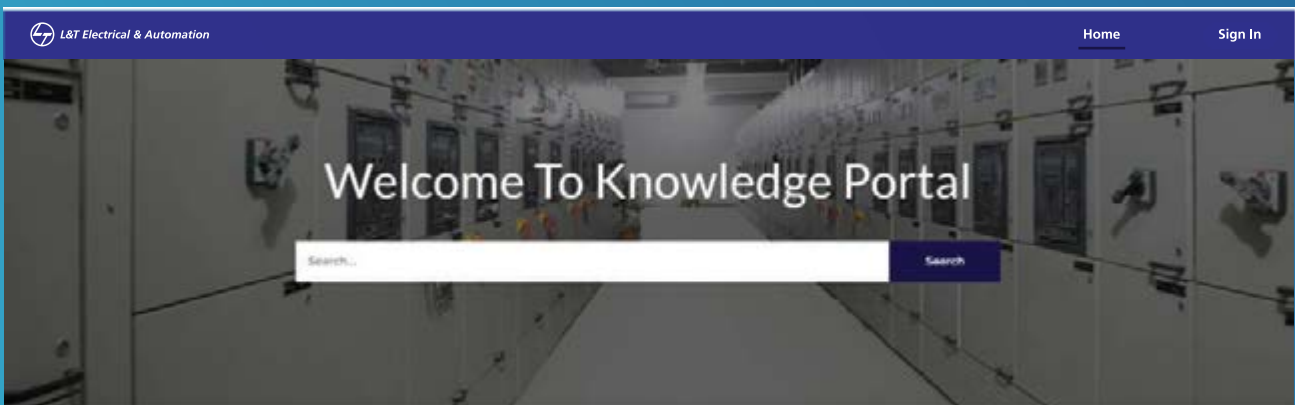 L&T Electrical & Automation
Home
Sign In
Welcome To Knowledge Portal
Search...
Search